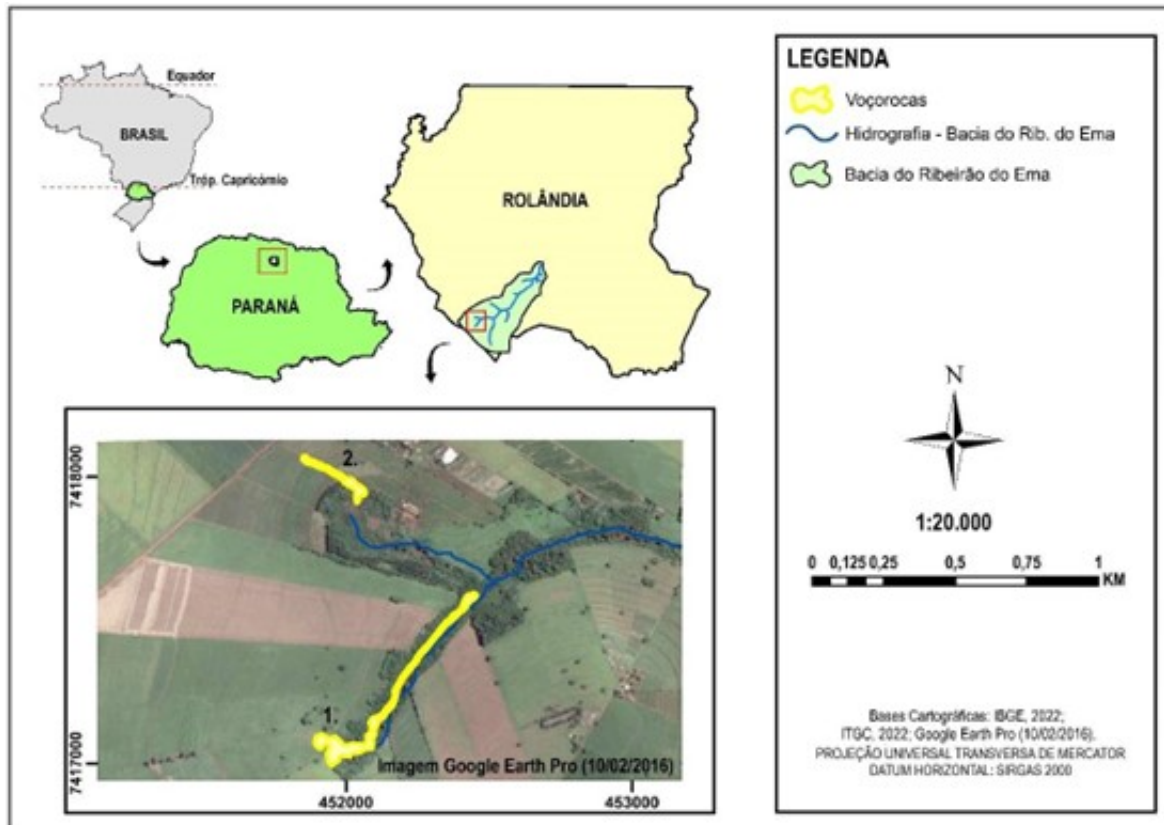 Equador
BRASIL
Tróp. Capricórnio
PARANÁ
ROLÂNDIA
LEGENDA
Voçorocas
Hidrografia - Bacia do Rib. do Ema
Bacia do Ribeirão do Ema
N
1:20.000
0 0,125 0,25 0,5 0,75 1
KM
7418000
7417000
2.
1.
Imagem Google Earth Pro (10/02/2016)
452000
453000
Bases Cartográficas: IBGE, 2022;
ITGC, 2022; Google Earth Pro (10/02/2016).
PROJEÇÃO UNIVERSAL TRANSVERSA DE MERCATOR
DATUM HORIZONTAL: SIRGAS 2000